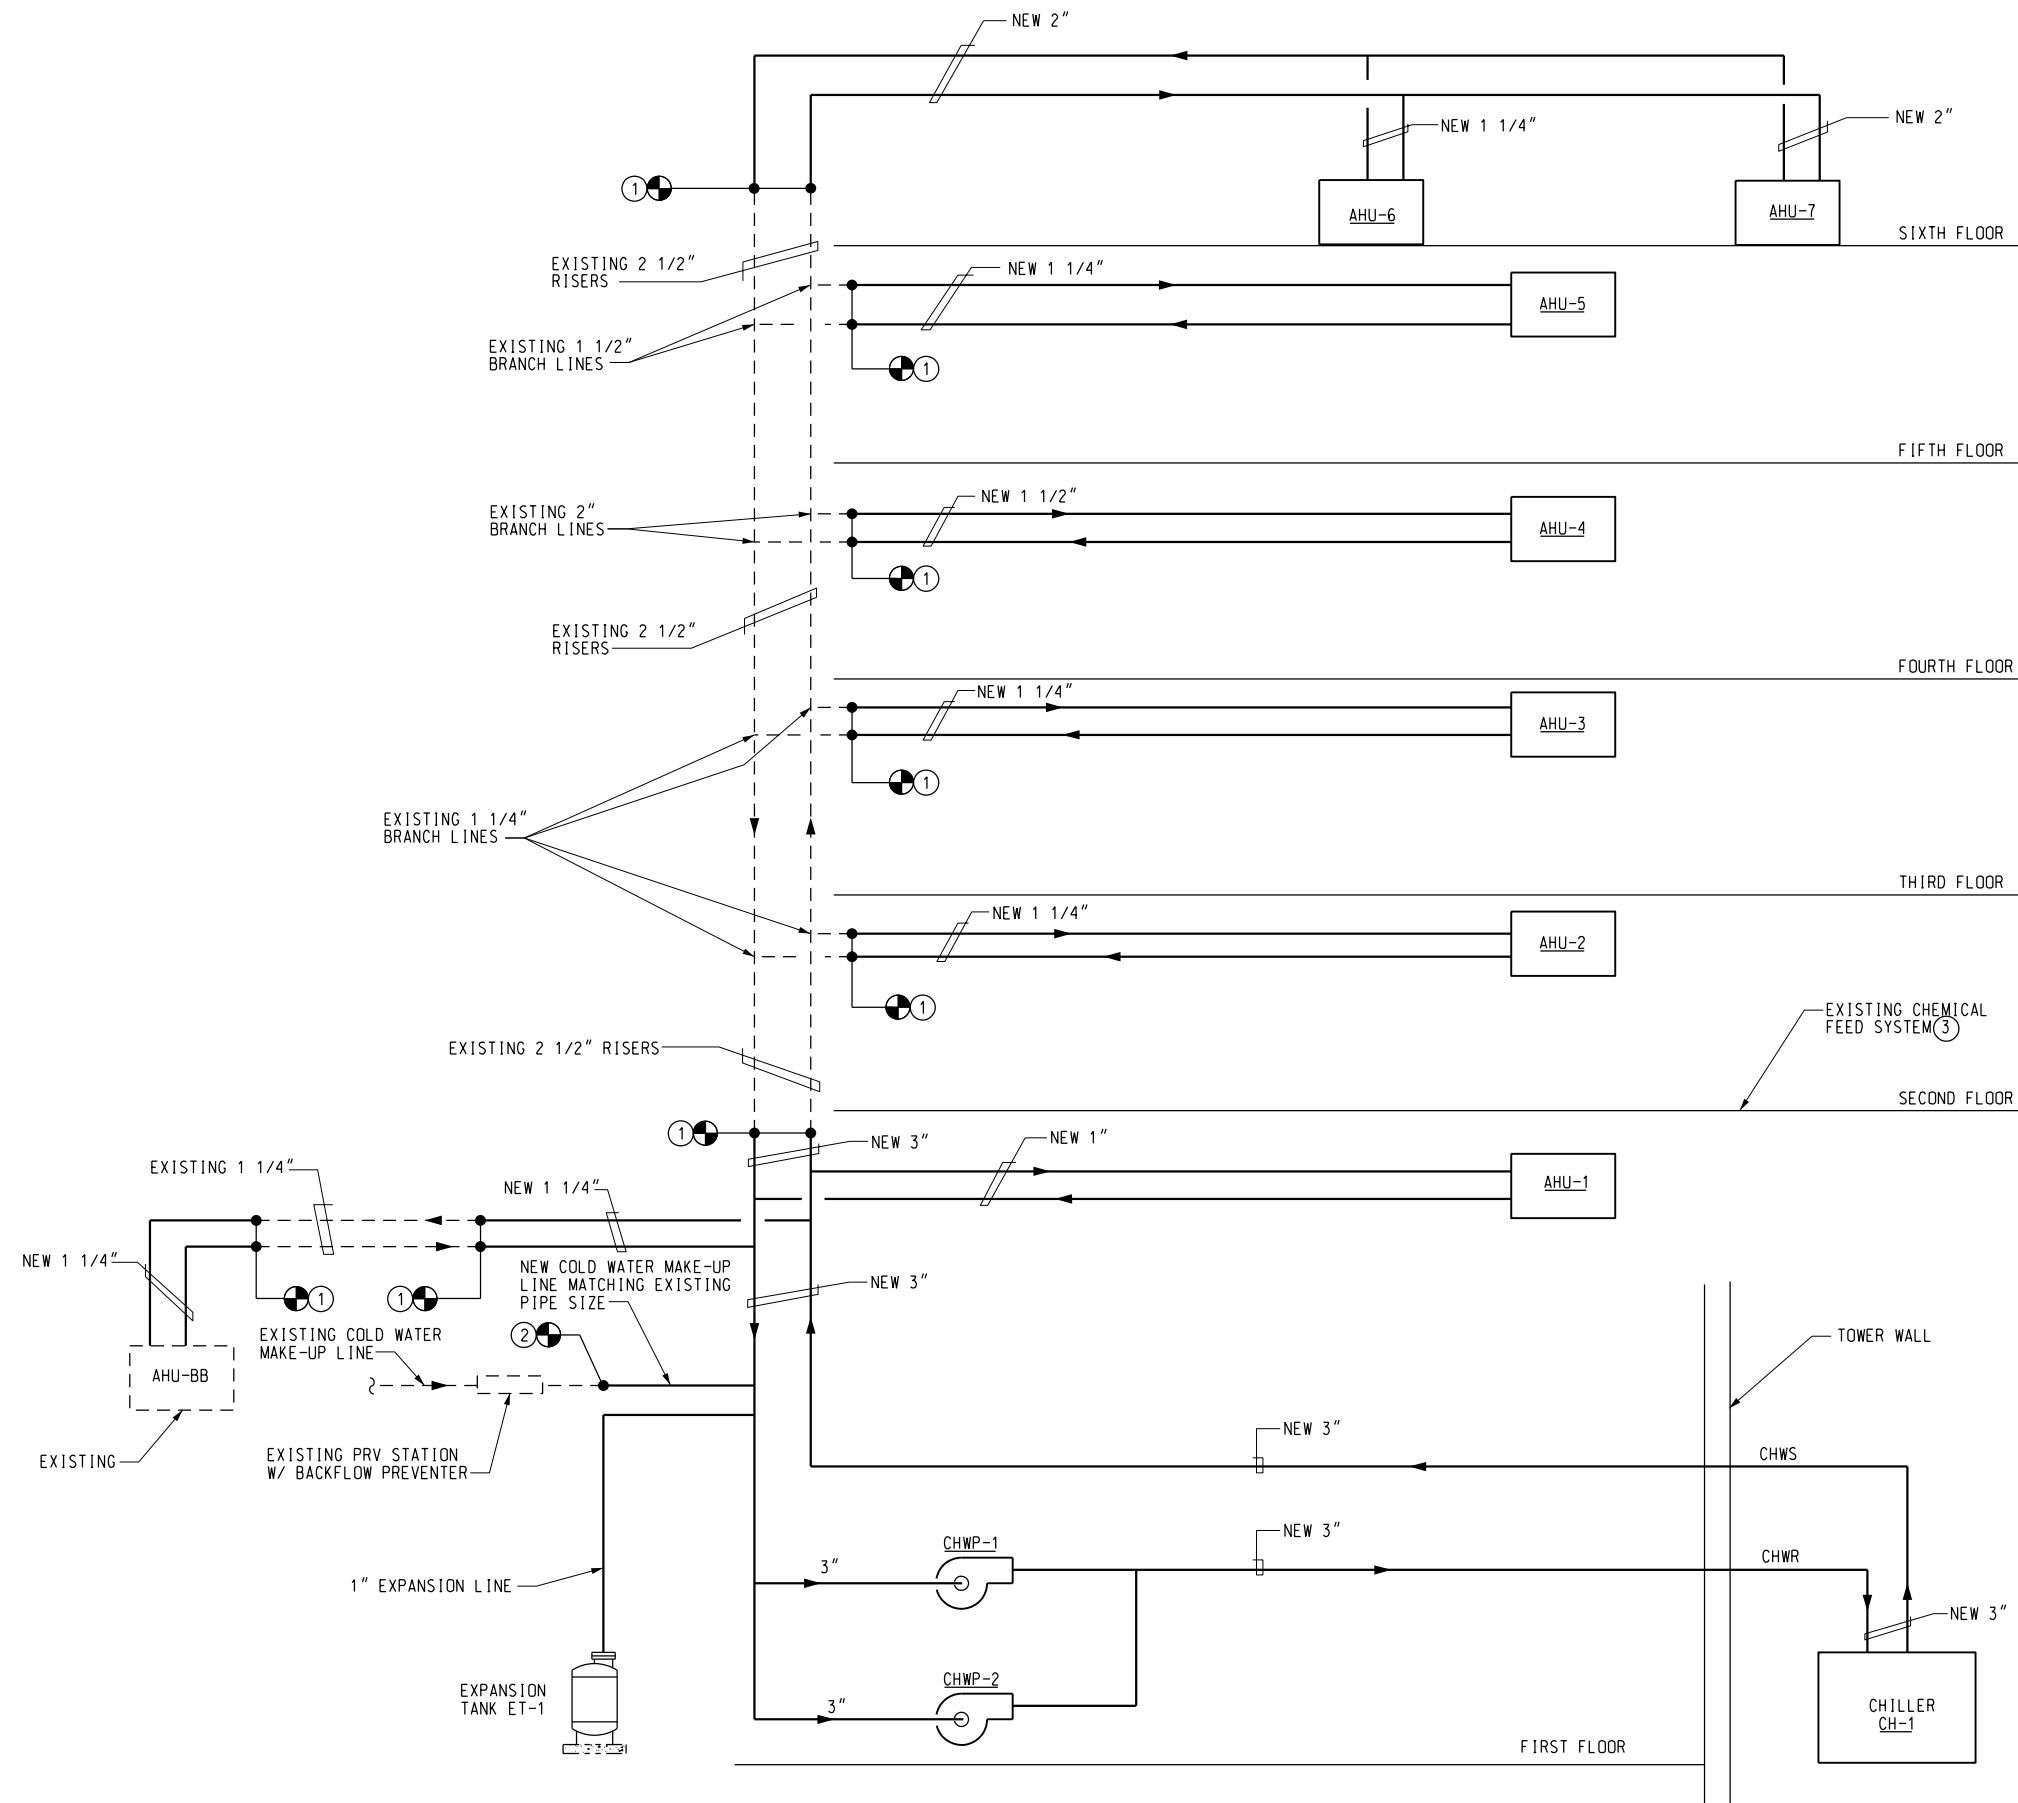 NEW 2"
NEW 1 1/4"
NEW 2"
1
AHU-6
AHU-7
SIXTH FLOOR
EXISTING 2 1/2"
RISERS
NEW 1 1/4"
AHU-5
EXISTING 1 1/2"
BRANCH LINES
1
FIFTH FLOOR
EXISTING 2"
BRANCH LINES
NEW 1 1/2"
AHU-4
1
EXISTING 2 1/2"
RISERS
FOURTH FLOOR
NEW 1 1/4"
AHU-3
1
EXISTING 1 1/4"
BRANCH LINES
THIRD FLOOR
NEW 1 1/4"
AHU-2
1
EXISTING CHEMICAL
FEED SYSTEM 3
EXISTING 2 1/2" RISERS
SECOND FLOOR
1
NEW 3"
NEW 1"
EXISTING 1 1/4"
NEW 1 1/4"
AHU-1
NEW 1 1/4"
NEW COLD WATER MAKE-UP
LINE MATCHING EXISTING
PIPE SIZE
NEW 3"
1
1
2
EXISTING COLD WATER
MAKE-UP LINE
TOWER WALL
AHU-BB
EXISTING
EXISTING PRV STATION
W/ BACKFLOW PREVENTER
NEW 3"
CHWS
CHWP-1
NEW 3"
CHWR
3"
1" EXPANSION LINE
NEW 3"
CHWP-2
EXPANSION
TANK ET-1
3"
CHILLER
CH-1
FIRST FLOOR